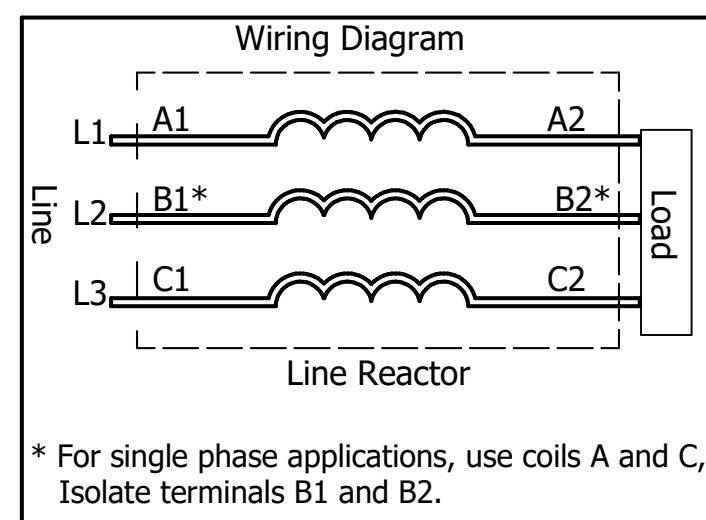 Wiring Diagram
L1 A1 A2
Line L2 B1* B2* Load
L3 C1 C2
Line Reactor
* For single phase applications, use coils A and C,
Isolate terminals B1 and B2.